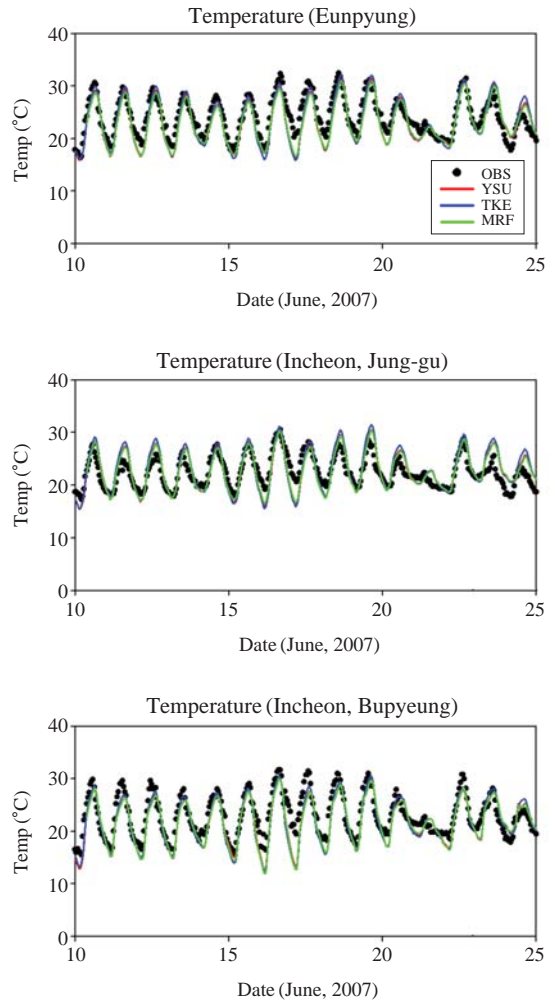 Temperature (Eunpyung)
Temp (°C)
40
30
20
10
0
OBS
YSU
TKE
MRF
10 15 20 25
Date (June, 2007)
Temperature (Incheon, Jung-gu)
Temp (°C)
40
30
20
10
0
10 15 20 25
Date (June, 2007)
Temperature (Incheon, Bupyeung)
Temp (°C)
40
30
20
10
0
10 15 20 25
Date (June, 2007)